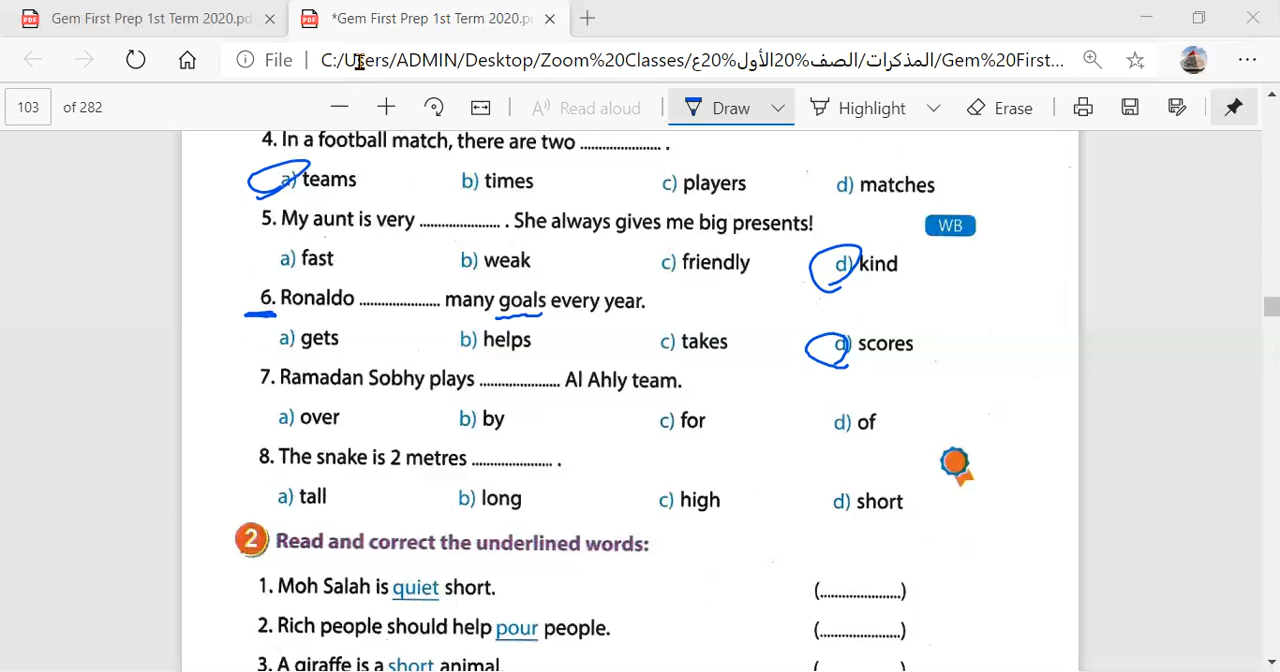 Gem First Prep 1st Term 2020.pd
*Gem First Prep 1st Term 2020.p
File
C:/Users/ADMIN/Desktop/Zoom%20Classes/المذكرات/الصف%20الأول%20ع/Gem%20First...
103 of 282
Read aloud
Draw
Highlight
Erase
4. In a football match, there are two ..................... .
a) teams b) times c) players d) matches
5. My aunt is very ..................... . She always gives me big presents! WB
a) fast b) weak c) friendly d) kind
6. Ronaldo ..................... many goals every year.
a) gets b) helps c) takes d) scores
7. Ramadan Sobhy plays ..................... Al Ahly team.
a) over b) by c) for d) of
8. The snake is 2 metres ..................... .
a) tall b) long c) high d) short
2 Read and correct the underlined words:
1. Moh Salah is quiet short. (.....................)
2. Rich people should help pour people. (.....................)
3. A giraffe is a short animal.